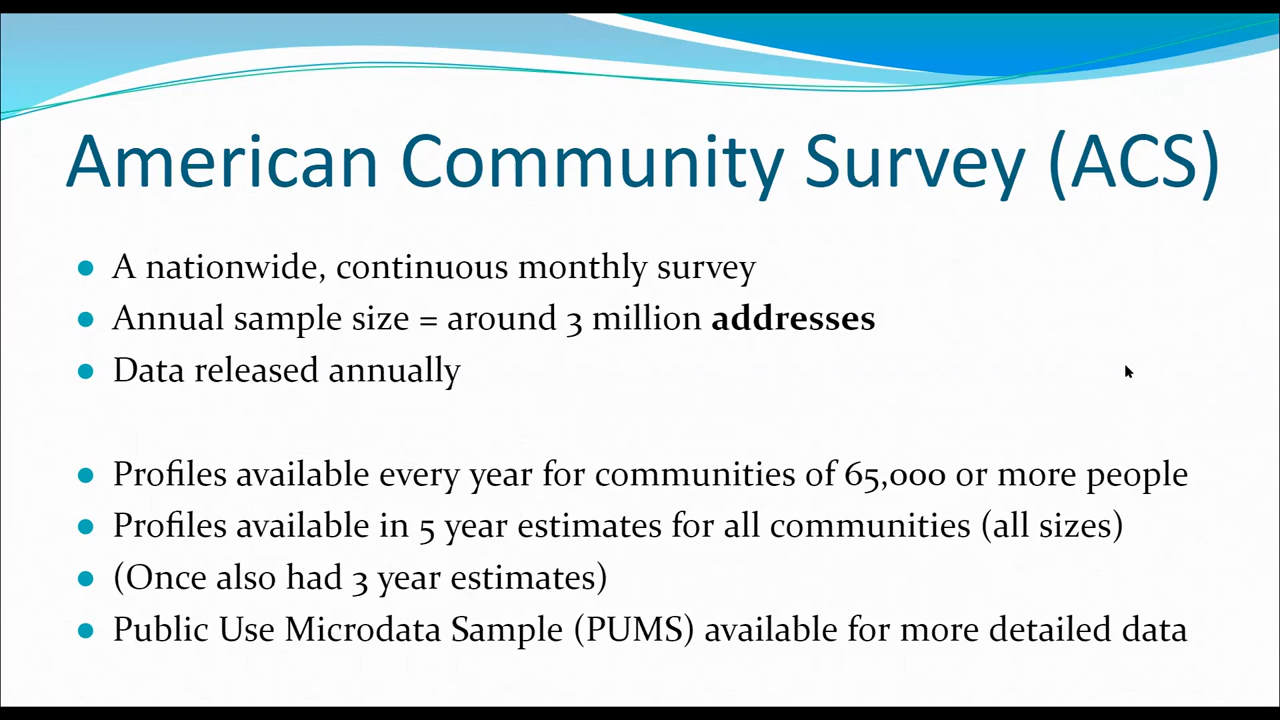 American Community Survey (ACS)
A nationwide, continuous monthly survey
Annual sample size = around 3 million addresses
Data released annually
Profiles available every year for communities of 65,000 or more people
Profiles available in 5 year estimates for all communities (all sizes)
(Once also had 3 year estimates)
Public Use Microdata Sample (PUMS) available for more detailed data